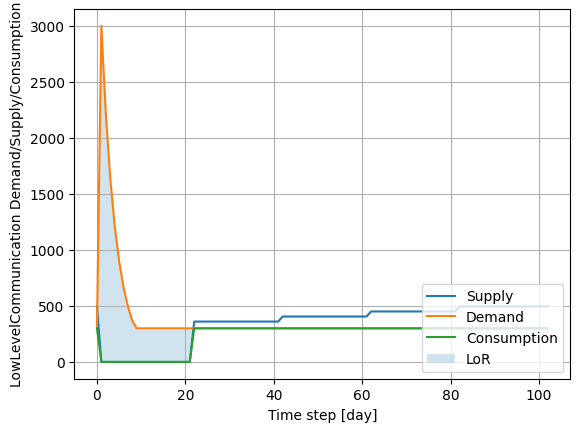 LowLevelCommunication Demand/Supply/Consumption
3000
2500
2000
1500
1000
500
0
0
20
40
60
80
100
Time step [day]
Supply
Demand
Consumption
LoR